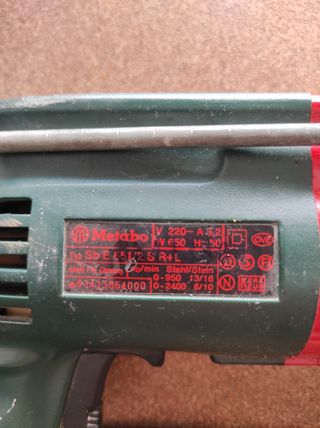 Metabo
V 220~ A 3,2
W 650 Hz 50
Typ Sb E 651/2 S R+L
Made in Germany
n₀/min Stahl/Stein
0-950 13/16
0-2400 8/10